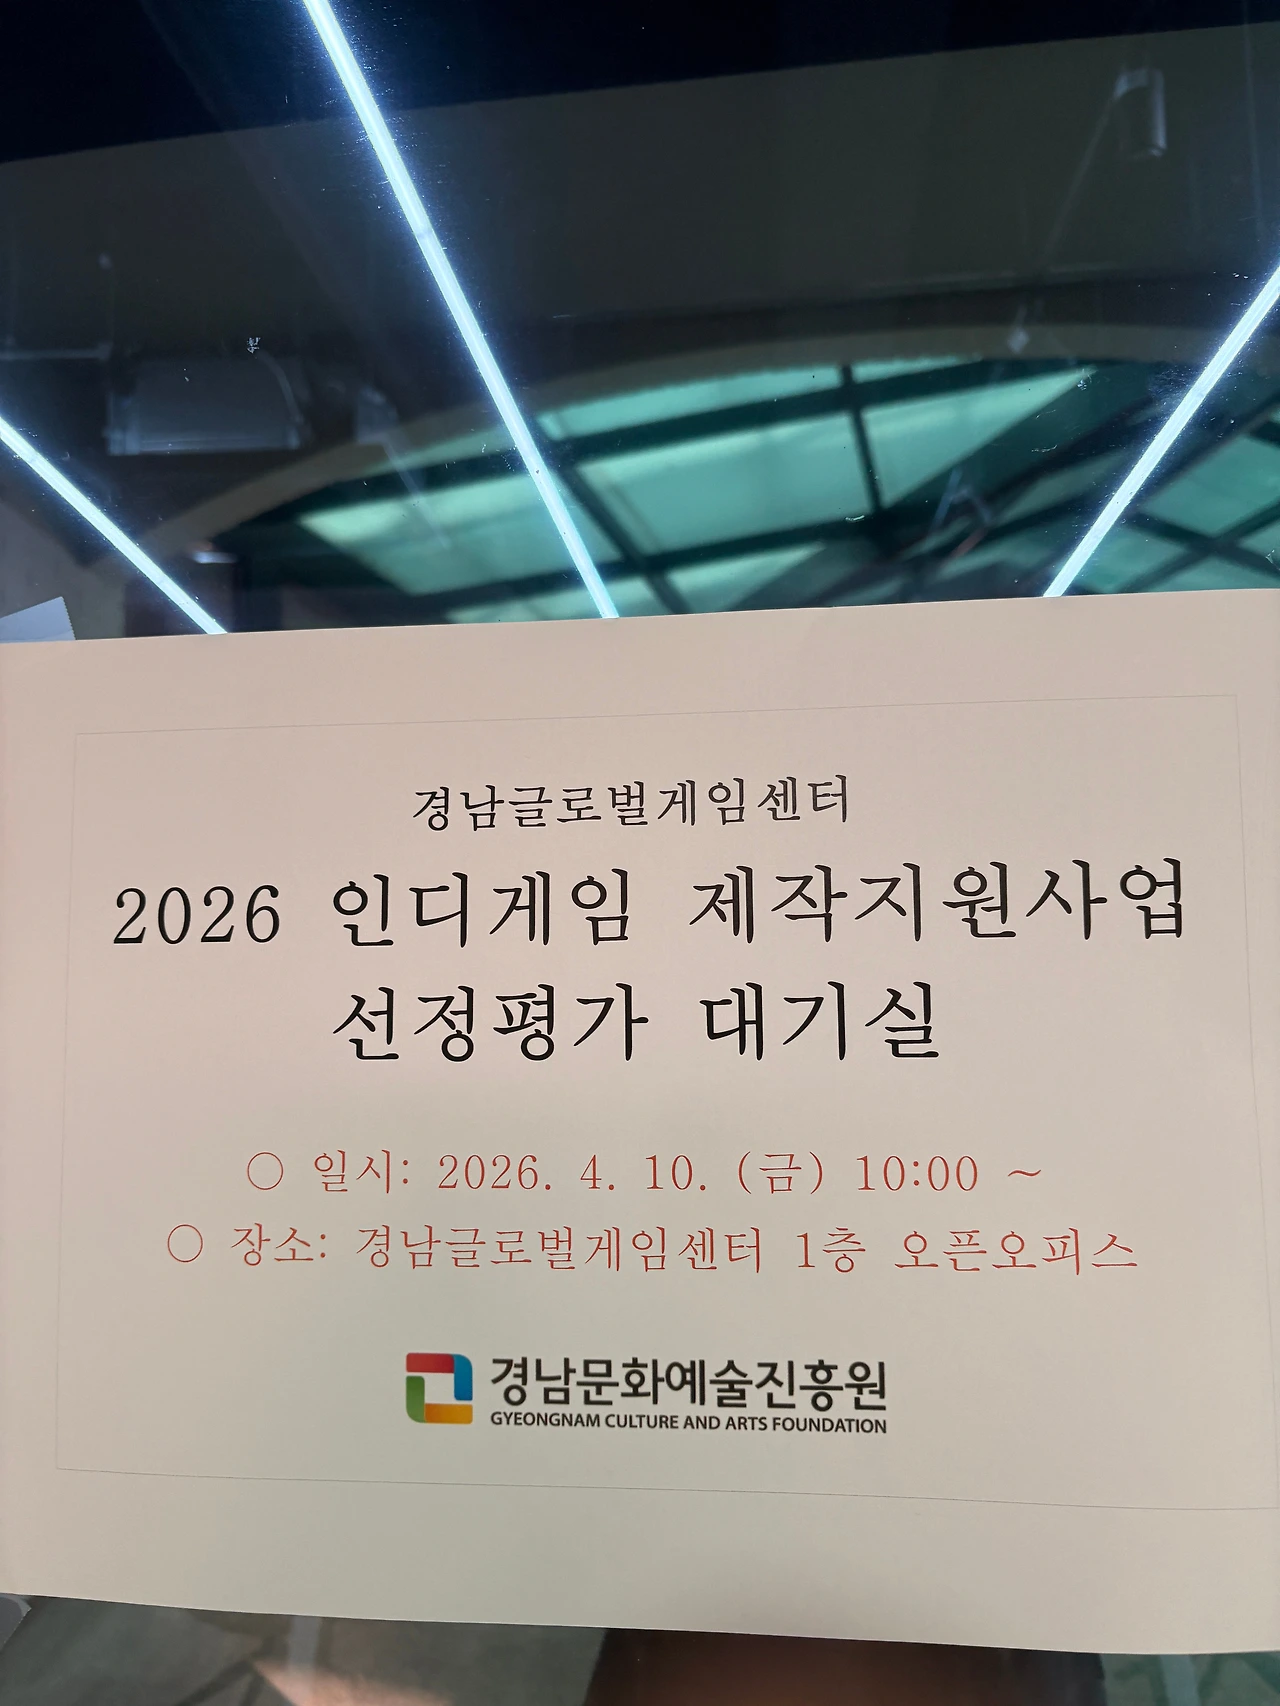 경남글로벌게임센터
2026 인디게임 제작지원사업
선정평가 대기실
○ 일시: 2026. 4. 10. (금) 10:00 ~
○ 장소: 경남글로벌게임센터 1층 오픈오피스
경남문화예술진흥원
GYEONGNAM CULTURE AND ARTS FOUNDATION